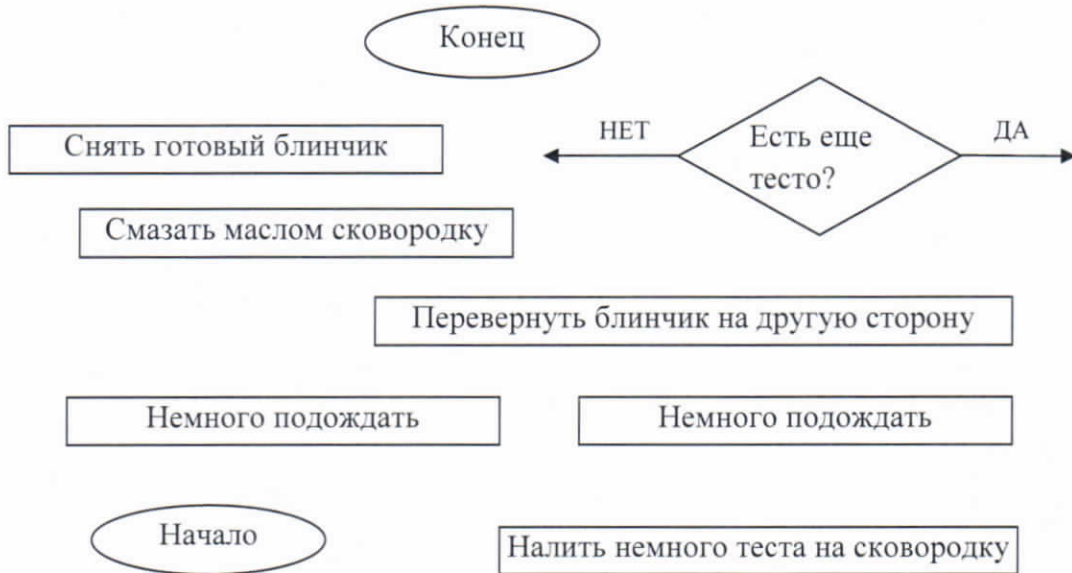 Конец
НЕТ
Есть еще
тесто?
ДА
Снять готовый блинчик
Смазать маслом сковородку
Перевернуть блинчик на другую сторону
Немного подождать
Немного подождать
Начало
Налить немного теста на сковородку